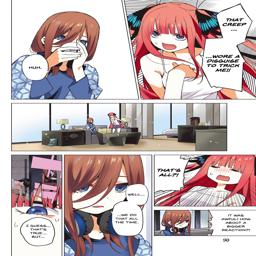 THAT
CREEP
...
...WORE A
DISGUISE
TO TRICK
ME!!
HUH.
WELL...
...WE DO
THAT ALL
THE TIME.
I GUESS
THAT'S
TRUE,
BUT...
THAT'S
ALL?!
IT WAS
HOW
ABOUT A
BIGGER
REACTION?!
90